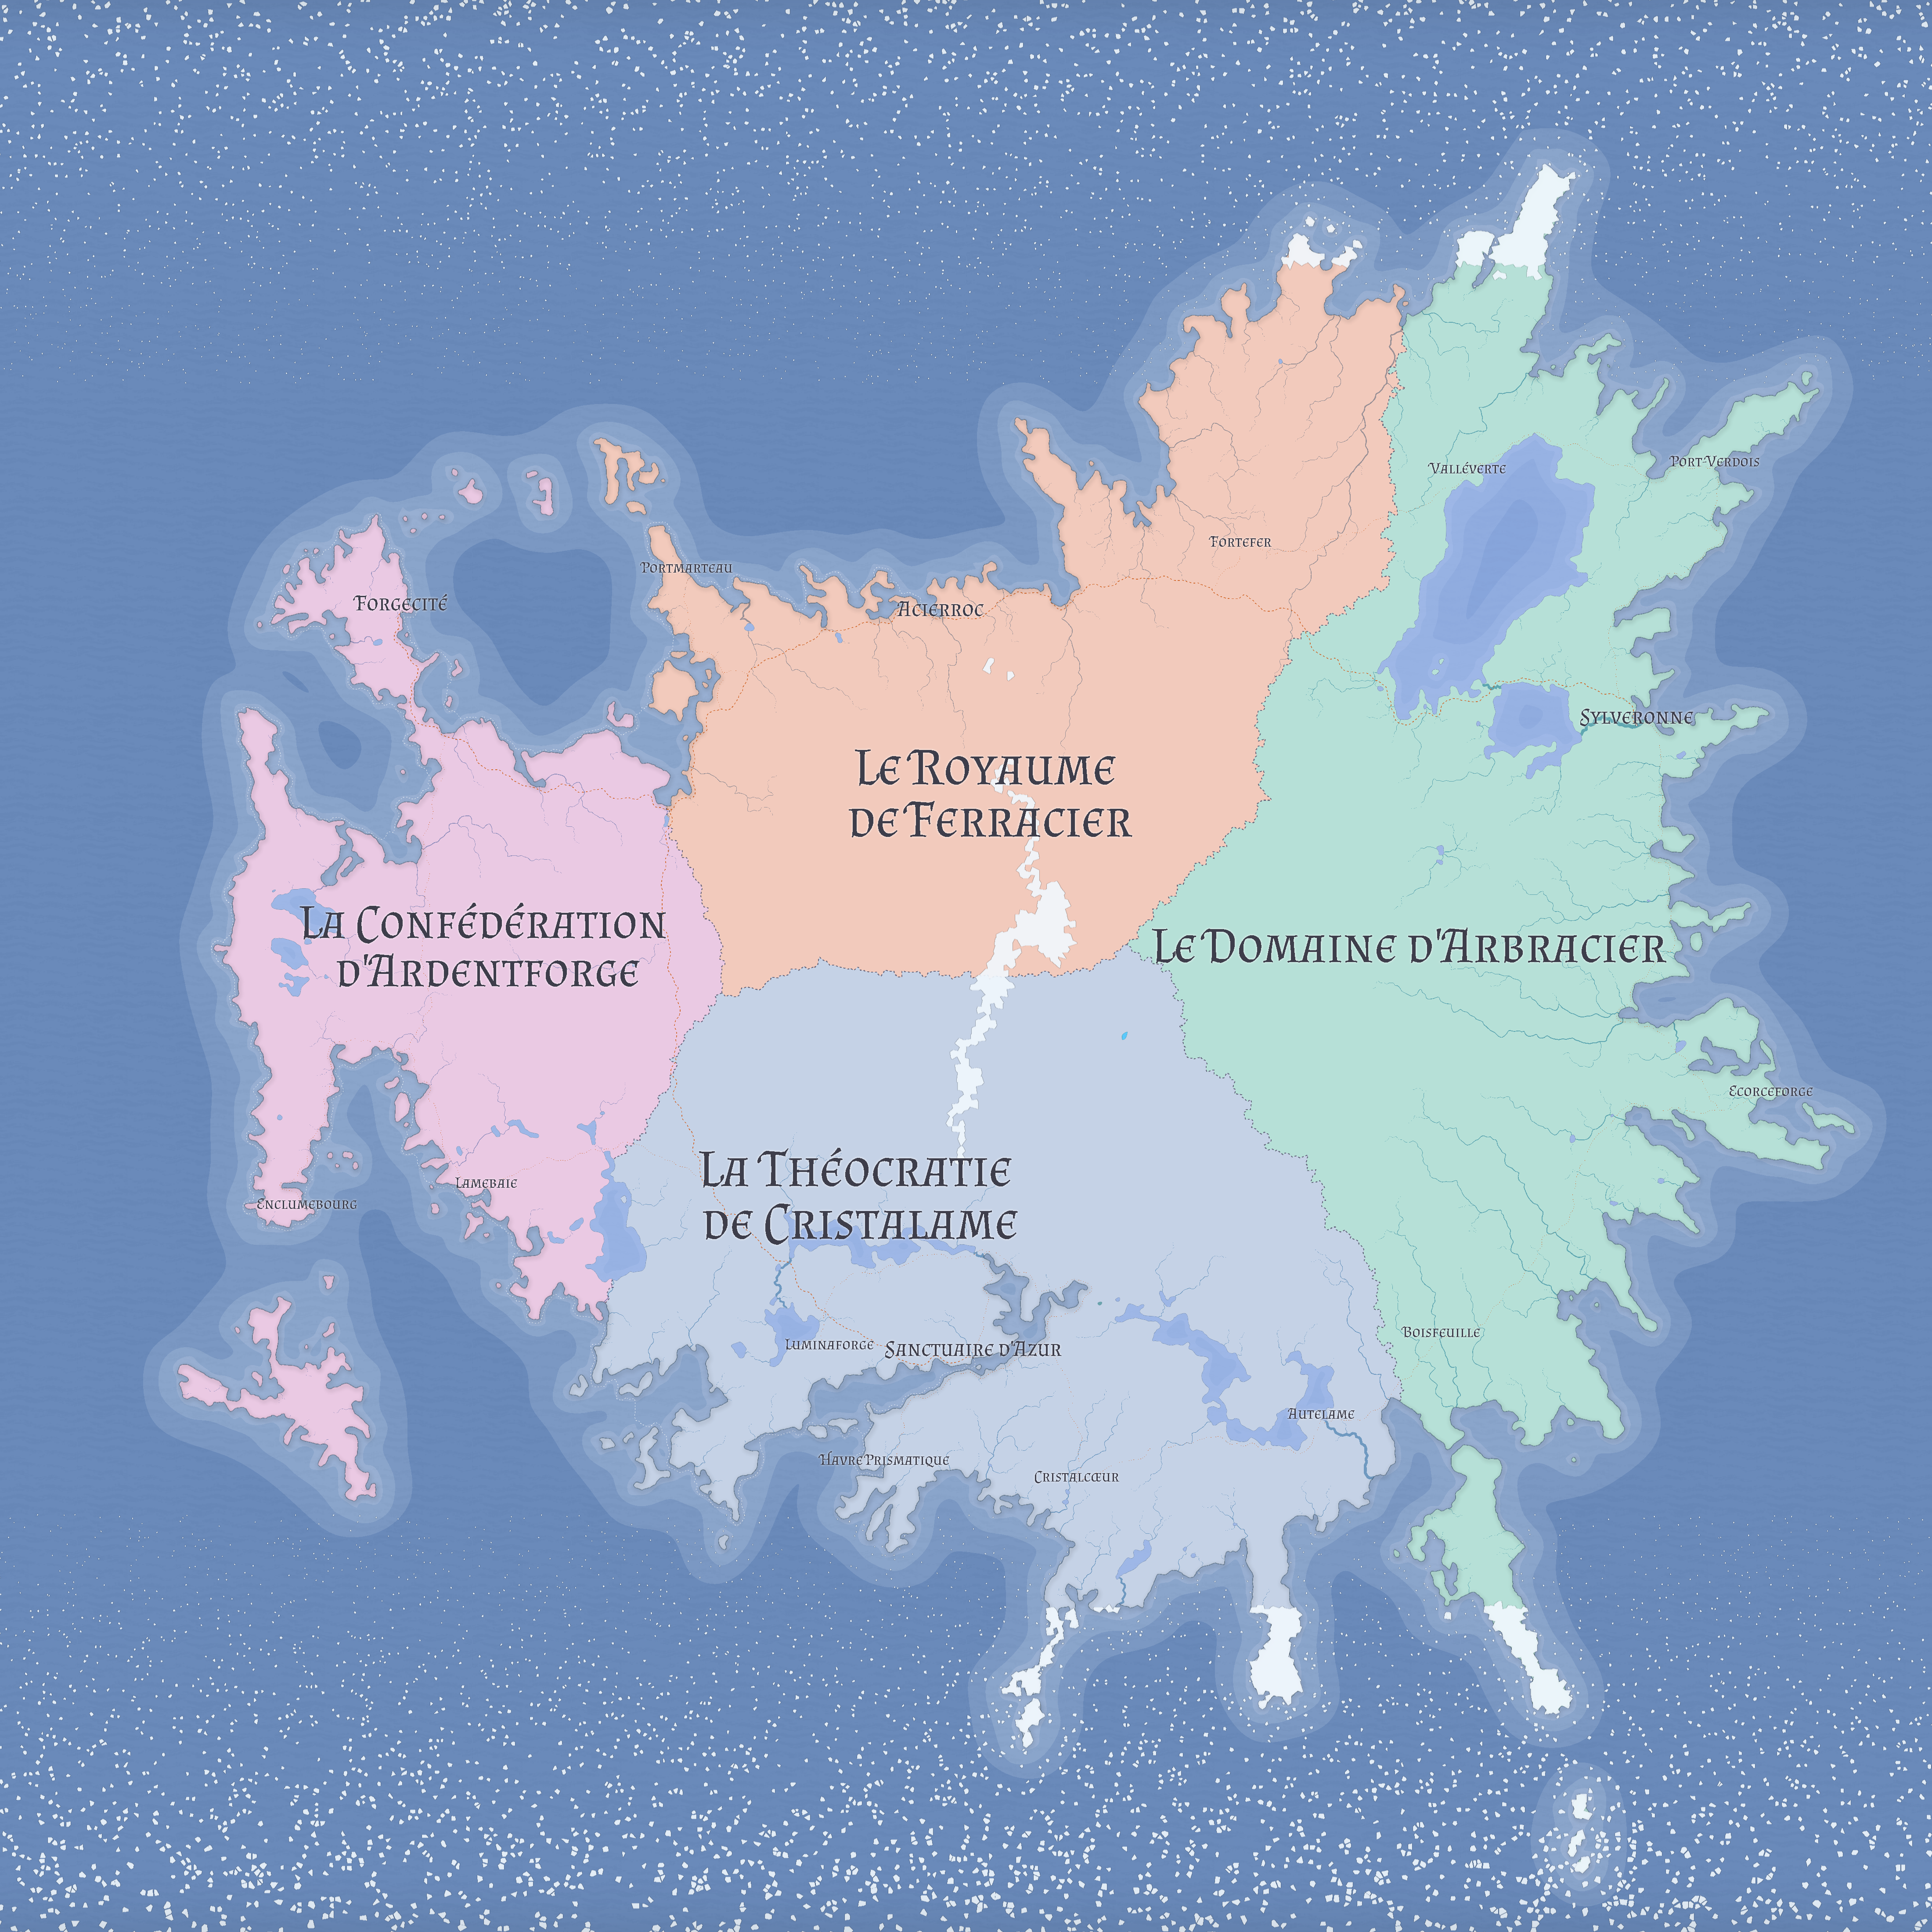 Valléverte
Port-Verdois
Fortefer
Portmarteau
Forgecité
Acierroc
Sylveronne
Le Royaume
de Ferracier
La Confédération
d'Ardentforge
Le Domaine d'Arbracier
Ecorceforge
La Théocratie
de Cristalame
Lamebaie
Enclumebourg
Boisfeuille
Luminaforge
Sanctuaire d'Azur
Autelame
Havre Prismatique
Cristalcœur